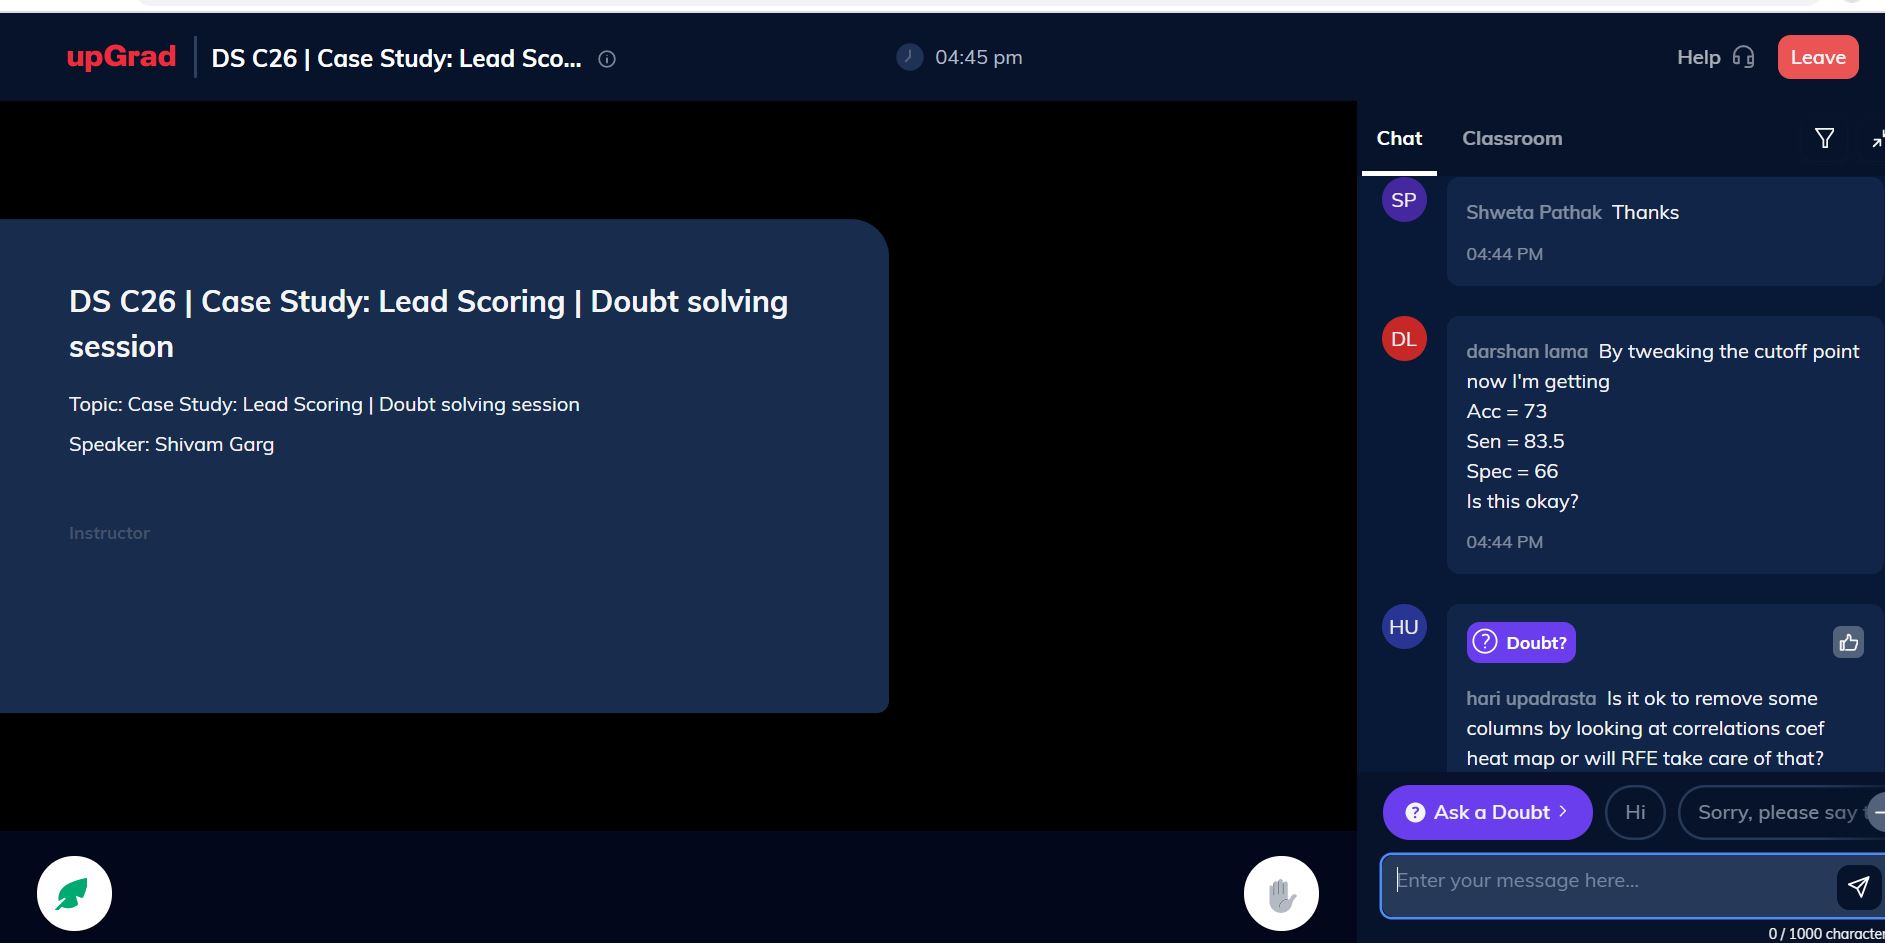 upGrad
DS C26 | Case Study: Lead Sco...
04:45 pm
Help
Leave
DS C26 | Case Study: Lead Scoring | Doubt solving
session
Topic: Case Study: Lead Scoring | Doubt solving session
Speaker: Shivam Garg
Instructor
Chat
Classroom
SP
Shweta Pathak Thanks
04:44 PM
DL
darshan lama By tweaking the cutoff point
now I'm getting
Acc = 73
Sen = 83.5
Spec = 66
Is this okay?
04:44 PM
HU
Doubt?
hari upadrasta Is it ok to remove some
columns by looking at correlations coef
heat map or will RFE take care of that?
Ask a Doubt
Hi
Sorry, please say
Enter your message here...
0 / 1000 character